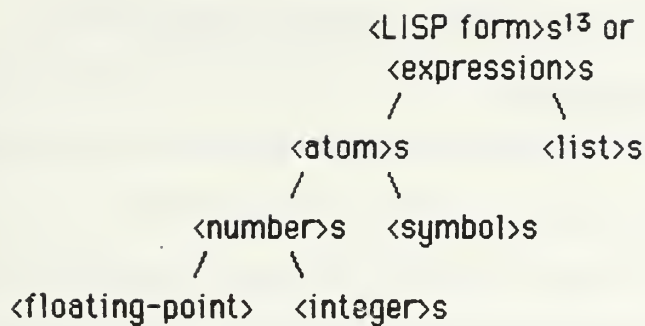 <LISP form>s¹³ or
<expression>s
/ \
<atom>s <list>s
/ \
<number>s <symbol>s
/ \
<floating-point> <integer>s